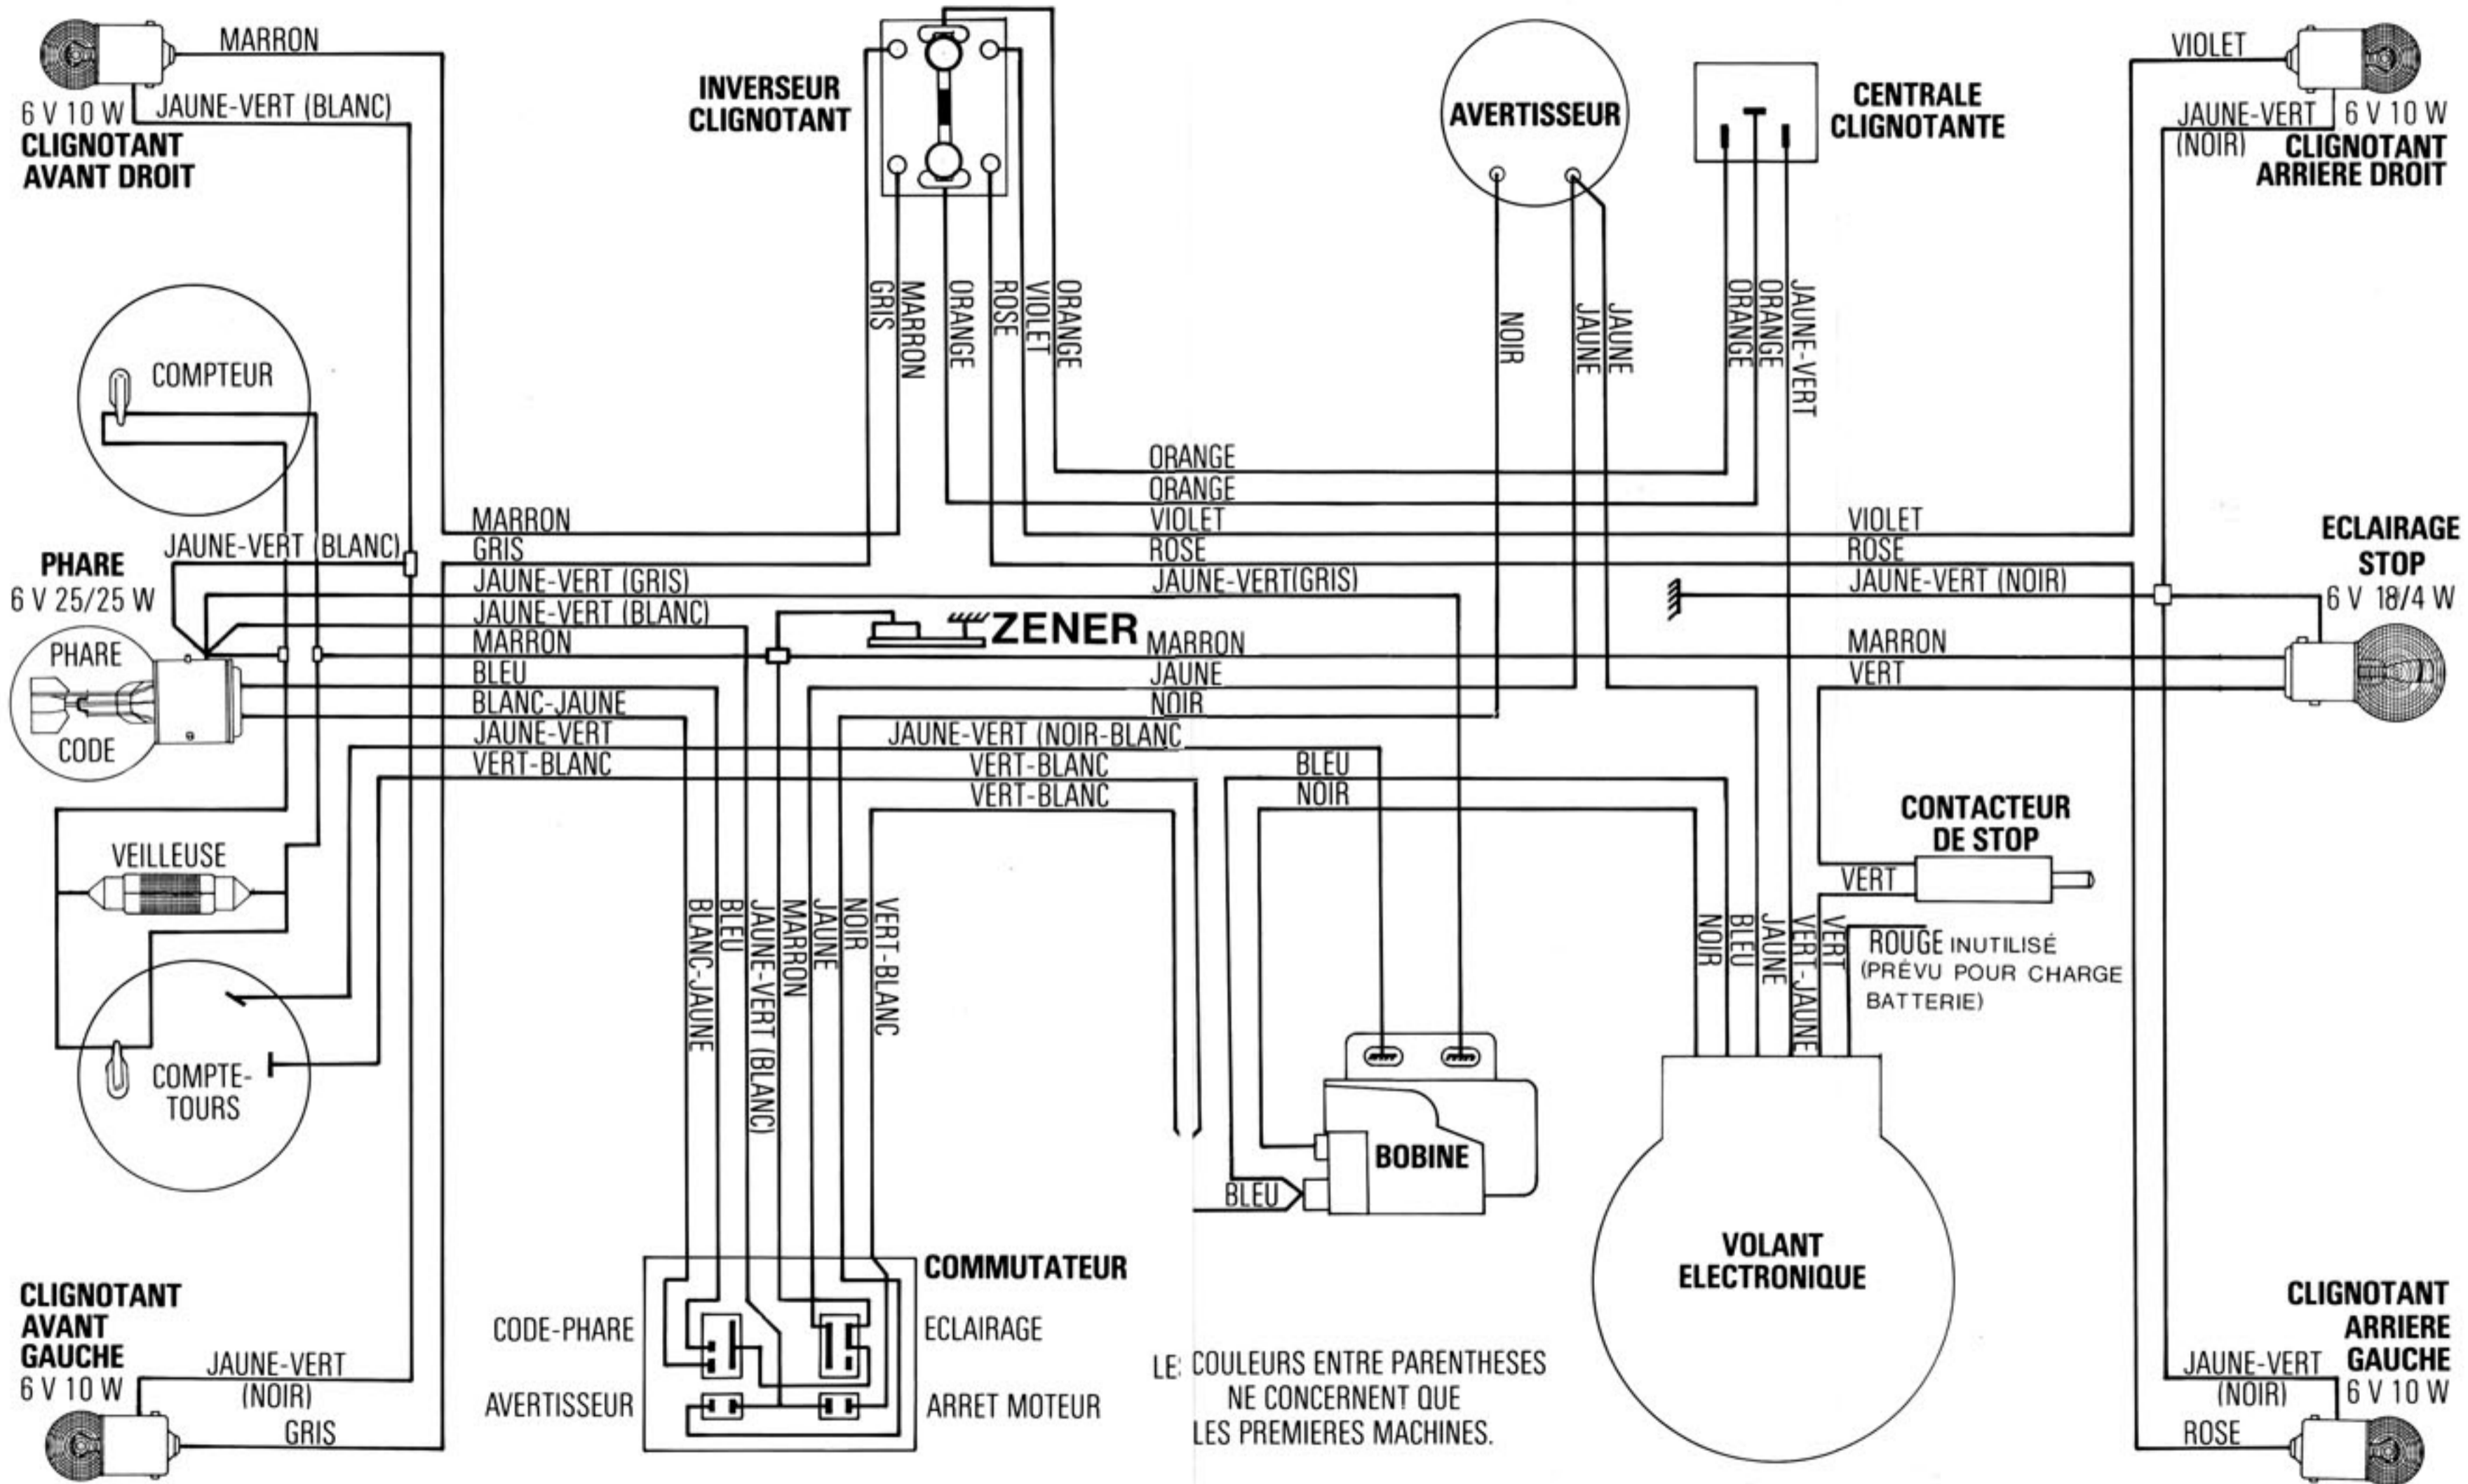 MARRON
JAUNE-VERT (BLANC)
6 V 10 W
CLIGNOTANT
AVANT DROIT
INVERSEUR
CLIGNOTANT
AVERTISSEUR
CENTRALE
CLIGNOTANTE
VIOLET
JAUNE-VERT
(NOIR)
6 V 10 W
CLIGNOTANT
ARRIERE DROIT
GRIS
MARRON
ORANGE
ROSE
VIOLET
ORANGE
NOIR
JAUNE
JAUNE
ORANGE
ORANGE
JAUNE-VERT
COMPTEUR
ORANGE
ORANGE
MARRON
VIOLET
VIOLET
GRIS
ROSE
ROSE
JAUNE-VERT (BLANC)
JAUNE-VERT (GRIS)
JAUNE-VERT(GRIS)
JAUNE-VERT (NOIR)
JAUNE-VERT (BLANC)
ZENER
MARRON
MARRON
MARRON
BLEU
JAUNE
VERT
BLANC-JAUNE
NOIR
JAUNE-VERT
JAUNE-VERT (NOIR-BLANC
VERT-BLANC
VERT-BLANC
BLEU
VERT-BLANC
NOIR
PHARE
6 V 25/25 W
PHARE
CODE
ECLAIRAGE
STOP
6 V 18/4 W
VEILLEUSE
CONTACTEUR
DE STOP
VERT
BLANC-JAUNE
BLEU
JAUNE-VERT (BLANC)
MARRON
JAUNE
NOIR
VERT-BLANC
NOIR
BLEU
JAUNE
VERT-JAUNE
VERT
ROUGE INUTILISÉ
(PRÉVU POUR CHARGE
BATTERIE)
COMPTE-
TOURS
BOBINE
BLEU
VOLANT
ELECTRONIQUE
COMMUTATEUR
CODE-PHARE
ECLAIRAGE
AVERTISSEUR
ARRET MOTEUR
LES COULEURS ENTRE PARENTHESES
NE CONCERNENT QUE
LES PREMIERES MACHINES.
CLIGNOTANT
AVANT
GAUCHE
6 V 10 W
JAUNE-VERT
(NOIR)
GRIS
CLIGNOTANT
ARRIERE
GAUCHE
6 V 10 W
JAUNE-VERT
(NOIR)
ROSE